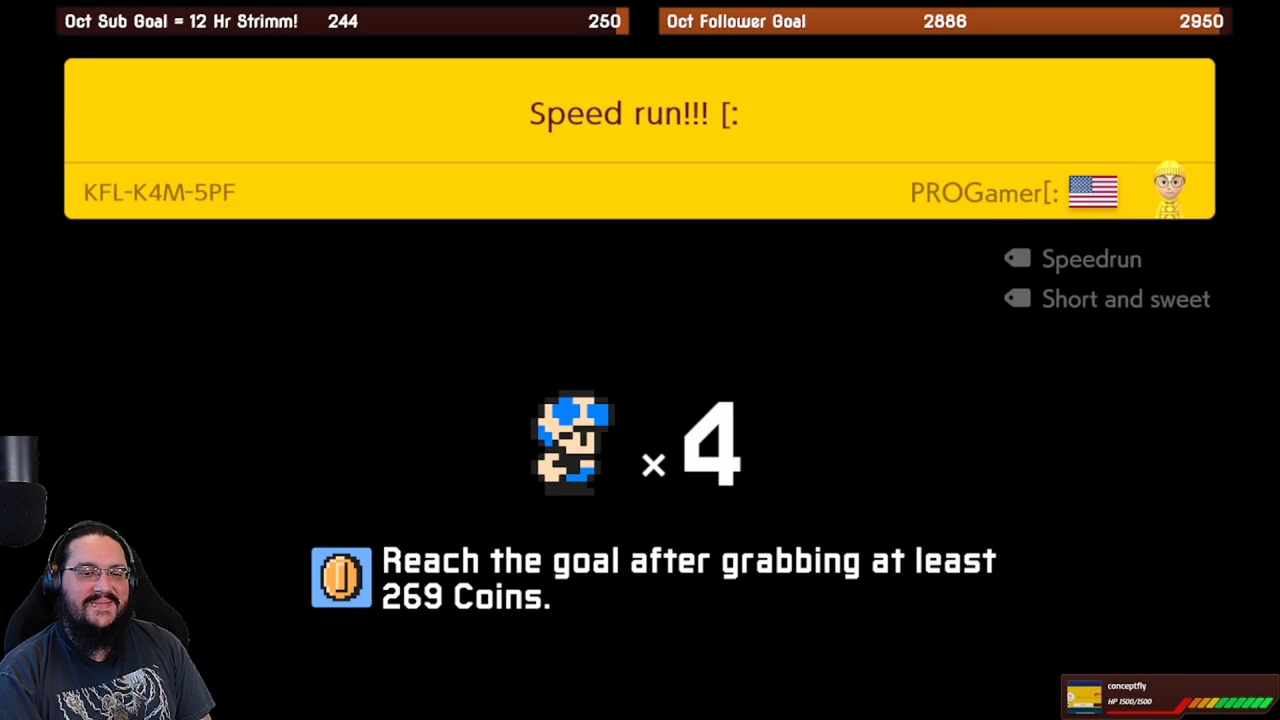 Oct Sub Goal = 12 Hr Strimm! 244 250
Oct Follower Goal 2886 2950
Speed run!!! [:
KFL-K4M-5PF
PROGamer[:
Speedrun
Short and sweet
× 4
Reach the goal after grabbing at least
269 Coins.
conceptfly
HP 1500/1500